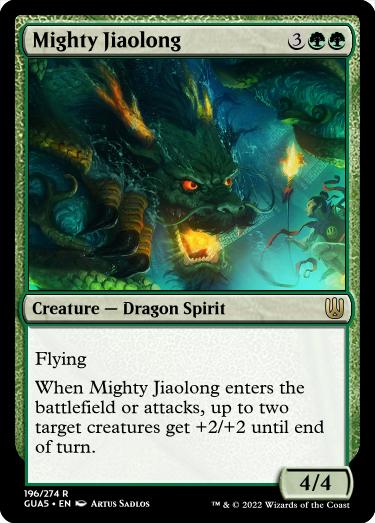 Mighty Jiaolong 3
Creature — Dragon Spirit
Flying
When Mighty Jiaolong enters the
battlefield or attacks, up to two
target creatures get +2/+2 until end
of turn.
4/4
196/274 R
GUA5 • EN ARTUS SADLOS
™ & © 2022 Wizards of the Coast